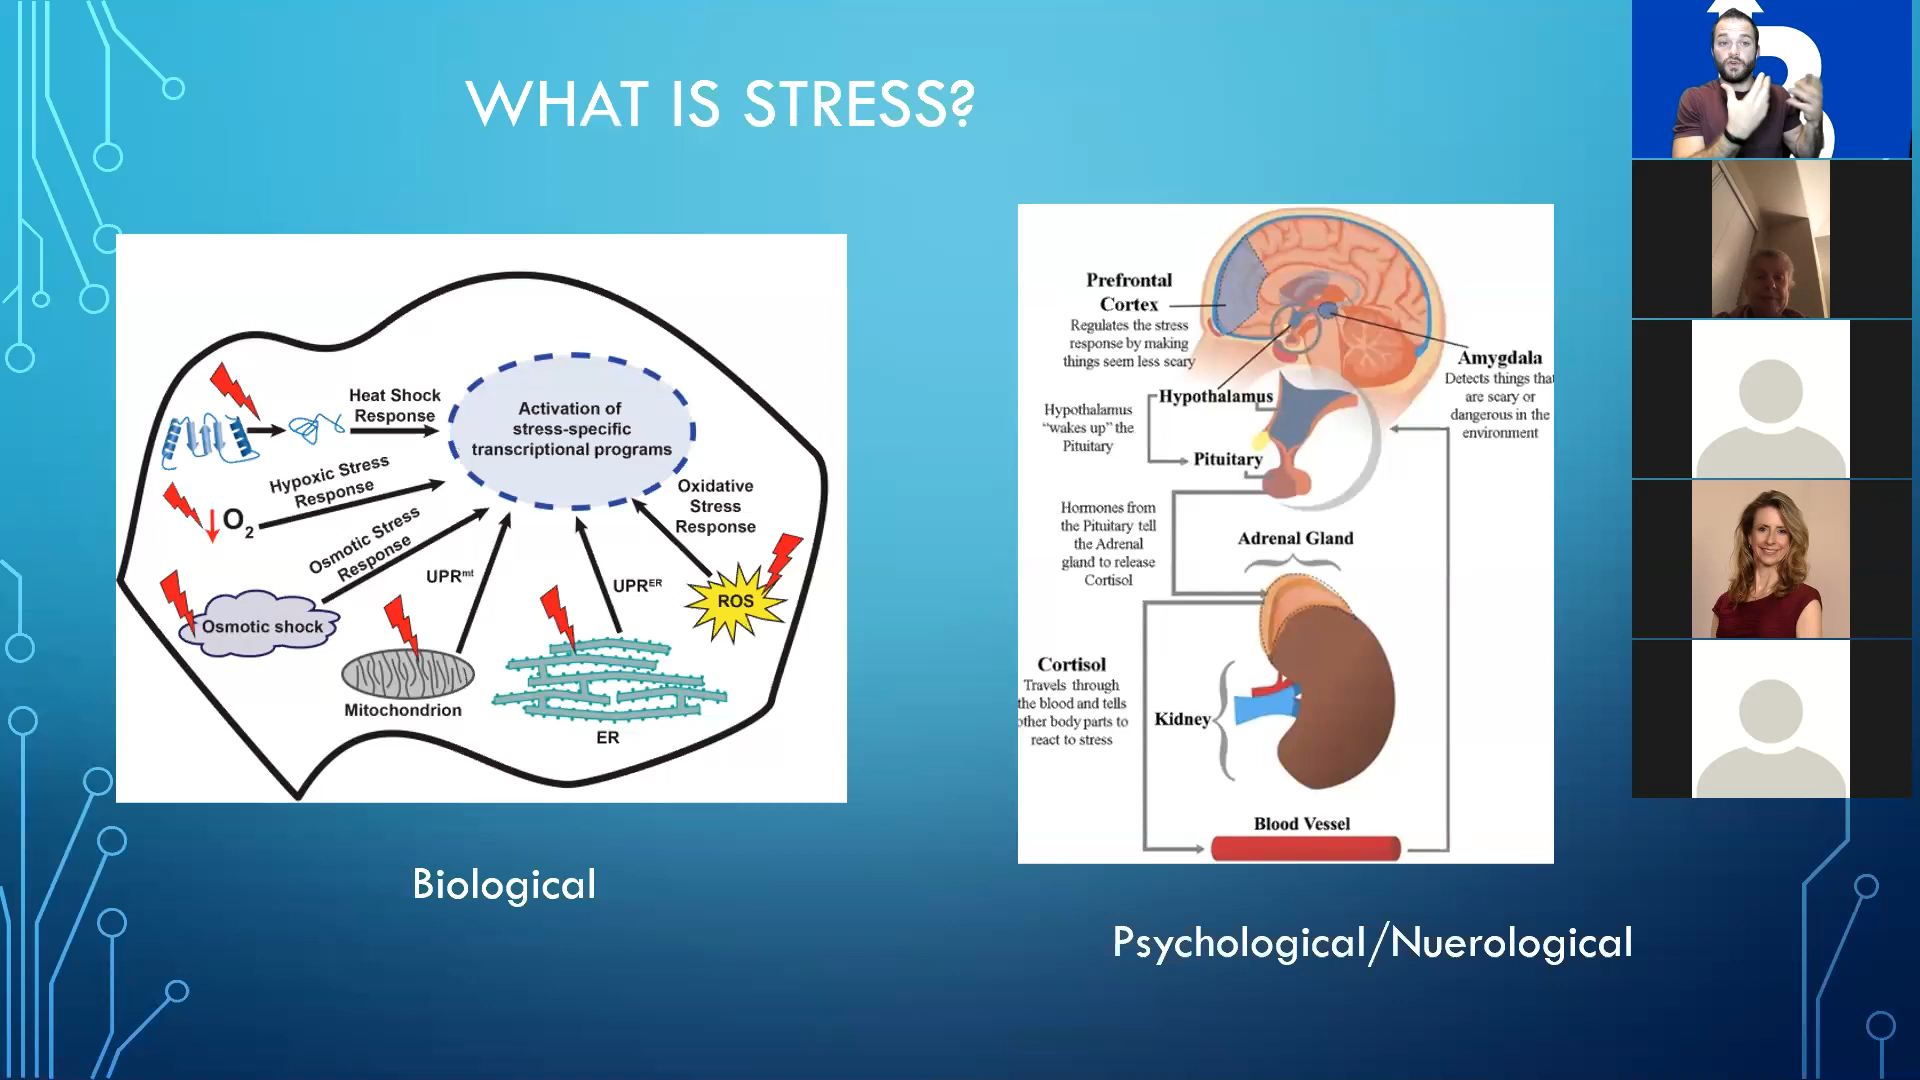 WHAT IS STRESS?
Heat Shock
Response
Activation of
stress-specific
transcriptional programs
Hypoxic Stress
Response
O2
Osmotic Stress
Response
Oxidative
Stress
Response
UPRmt
UPRER
ROS
Osmotic shock
Mitochondrion
ER
Biological
Prefrontal
Cortex
Regulates the stress
response by making
things seem less scary
Amygdala
Detects things that
are scary or
dangerous in the
environment
Hypothalamus
Hypothalamus
"wakes up" the
Pituitary
Pituitary
Hormones from
the Pituitary tell
the Adrenal
gland to release
Cortisol
Adrenal Gland
Cortisol
Travels through
the blood and tells
other body parts to
react to stress
Kidney
Blood Vessel
Psychological/Nuerological
B